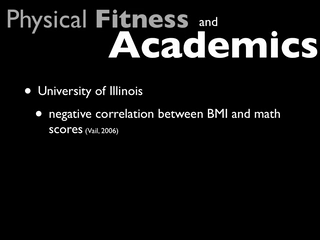 Physical Fitness and
Academics
• University of Illinois
• negative correlation between BMI and math
scores (Vail, 2006)